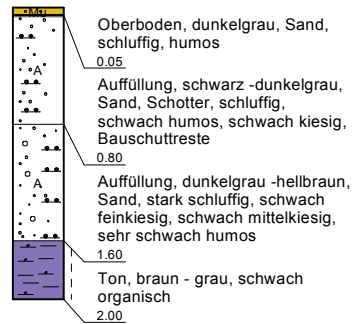 Mu
Oberboden, dunkelgrau, Sand,
schluffig, humos
0.05
A
Auffüllung, schwarz -dunkelgrau,
Sand, Schotter, schluffig,
schwach humos, schwach kiesig,
Bauschuttreste
0.80
A
Auffüllung, dunkelgrau -hellbraun,
Sand, stark schluffig, schwach
feinkiesig, schwach mittelkiesig,
sehr schwach humos
1.60
Ton, braun - grau, schwach
organisch
2.00